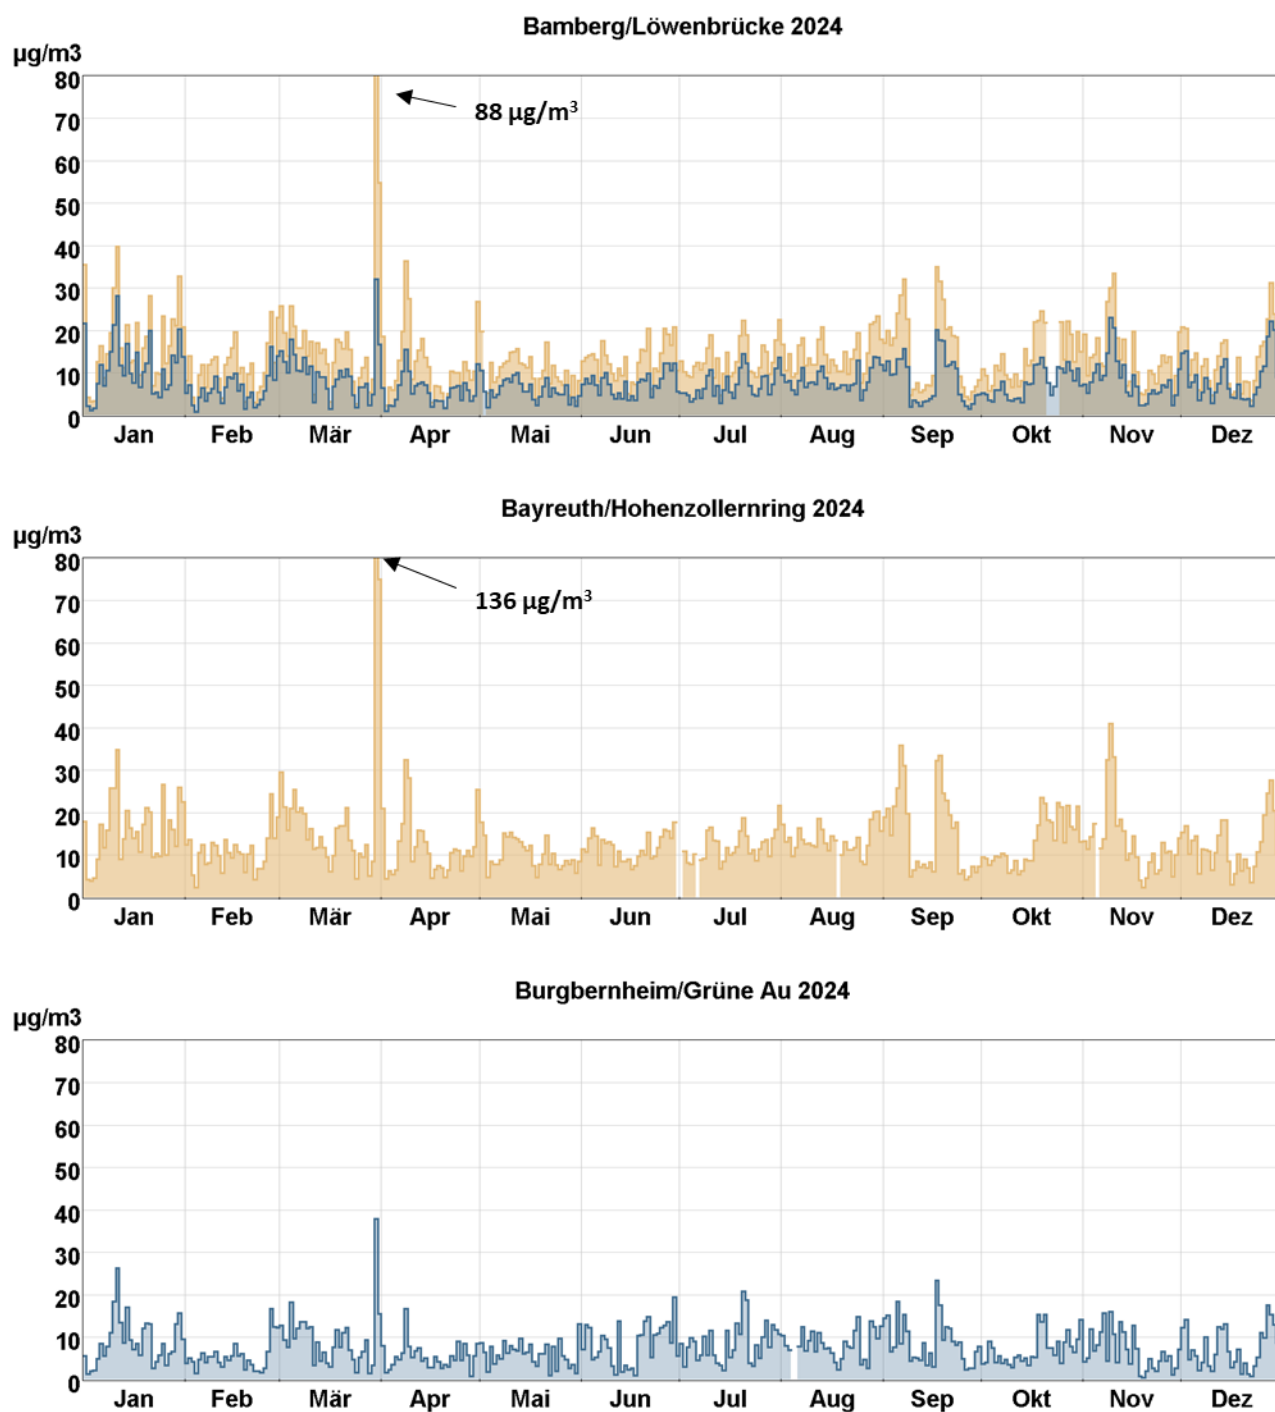 Bamberg/Löwenbrücke 2024
µg/m3
80
88 µg/m³
70
60
50
40
30
20
10
0
Jan Feb Mär Apr Mai Jun Jul Aug Sep Okt Nov Dez
Bayreuth/Hohenzollernring 2024
µg/m3
80
136 µg/m³
70
60
50
40
30
20
10
0
Jan Feb Mär Apr Mai Jun Jul Aug Sep Okt Nov Dez
Burgbernheim/Grüne Au 2024
µg/m3
80
70
60
50
40
30
20
10
0
Jan Feb Mär Apr Mai Jun Jul Aug Sep Okt Nov Dez